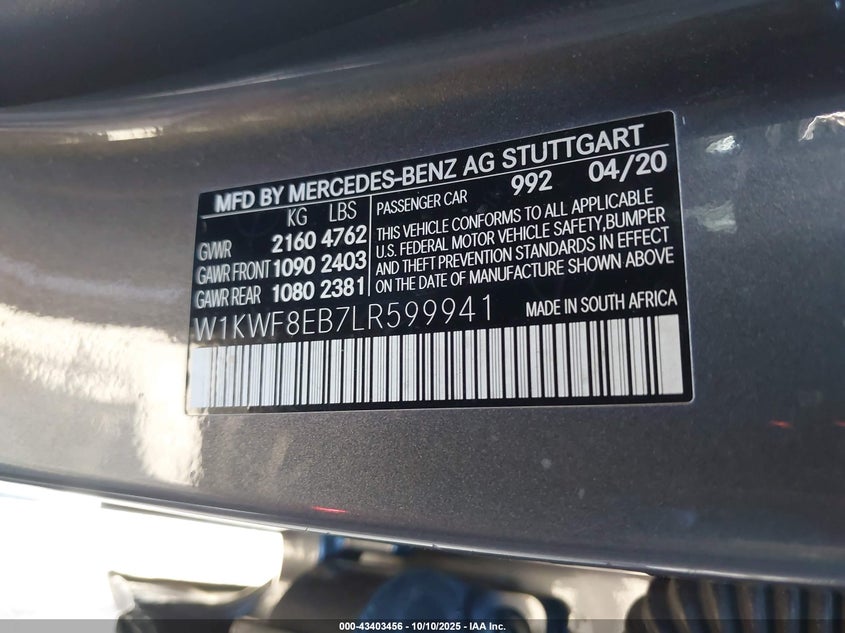 MFD BY MERCEDES-BENZ AG STUTTGART
KG LBS
GVWR 2160 4762
GAWR FRONT 1090 2403
GAWR REAR 1080 2381
PASSENGER CAR 992 04/20
THIS VEHICLE CONFORMS TO ALL APPLICABLE
U.S. FEDERAL MOTOR VEHICLE SAFETY,BUMPER
AND THEFT PREVENTION STANDARDS IN EFFECT
ON THE DATE OF MANUFACTURE SHOWN ABOVE
W1KWF8EB7LR599941
MADE IN SOUTH AFRICA
000-43403456 - 10/10/2025 - IAA Inc.